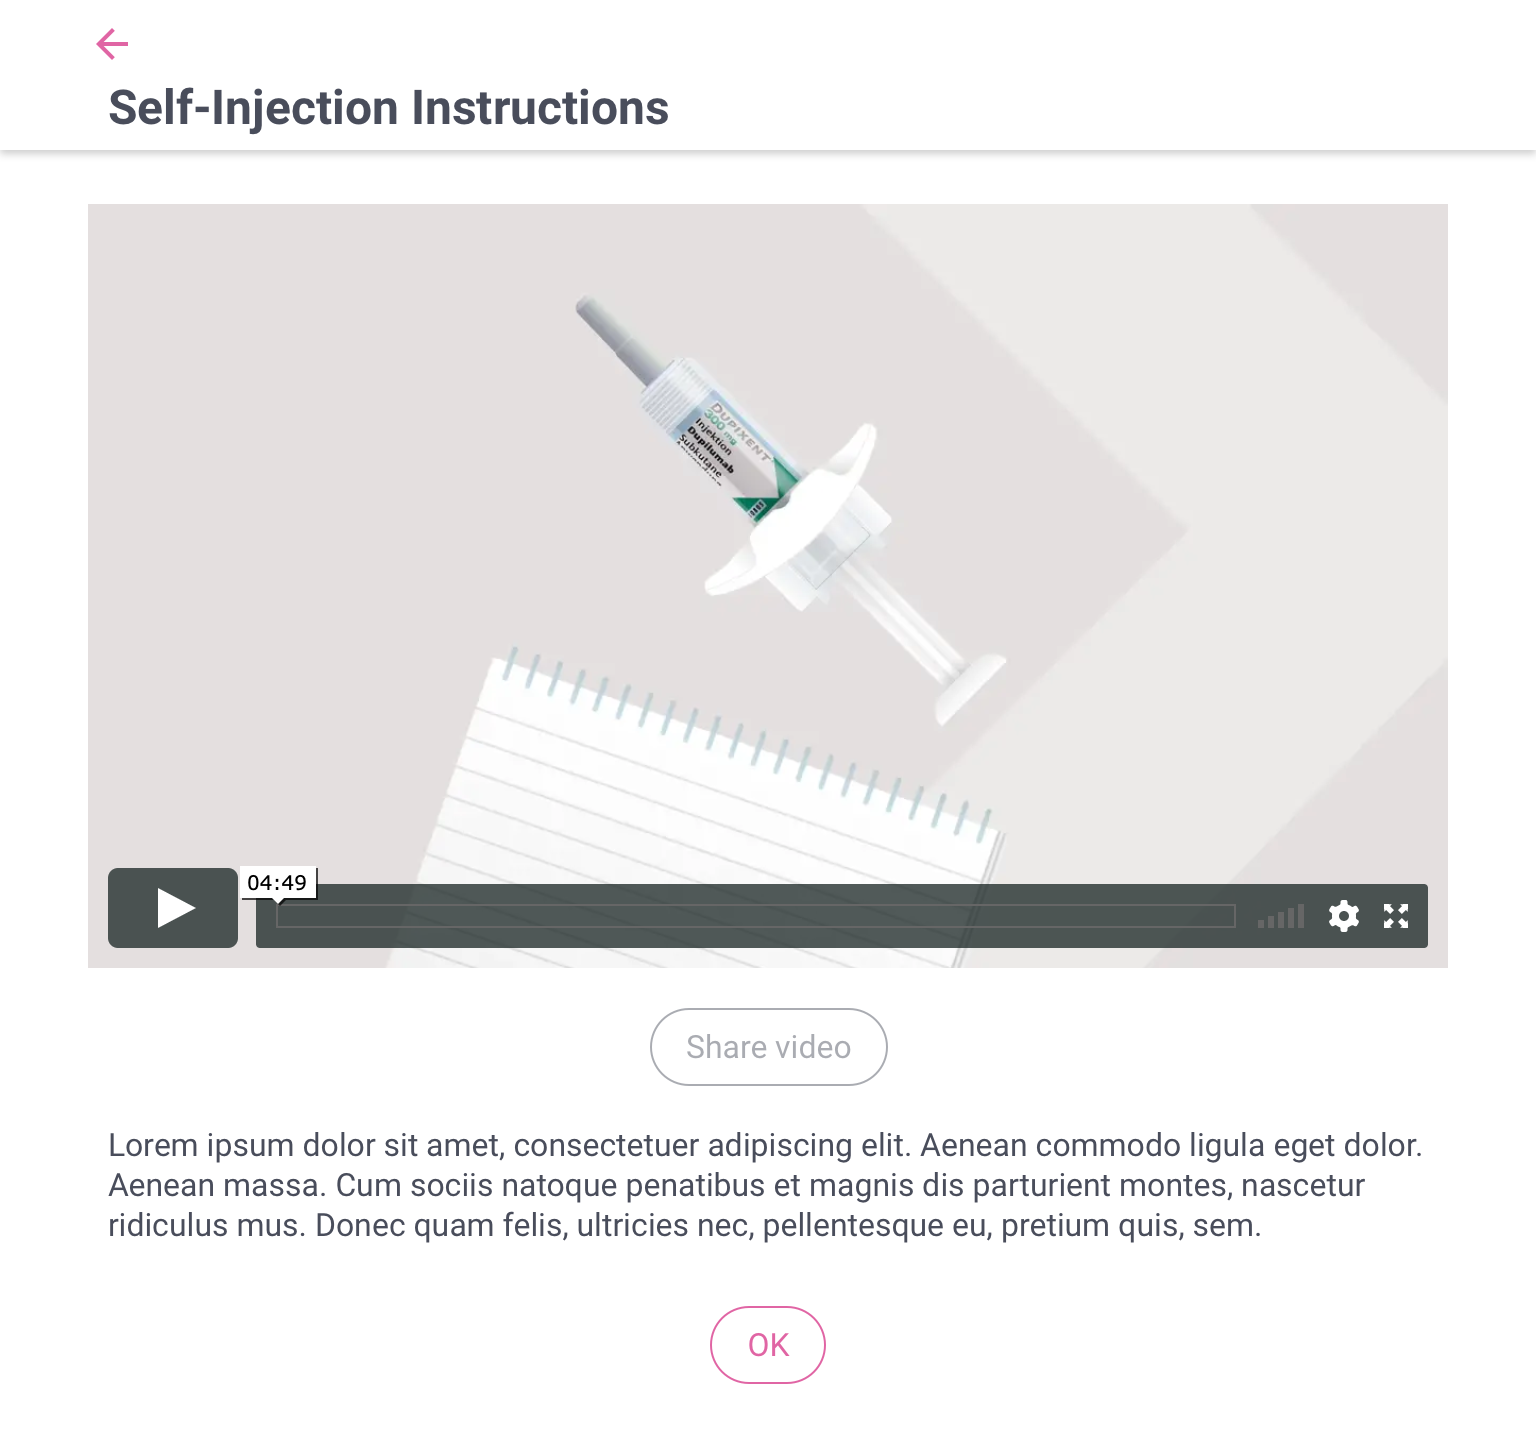 Self-Injection Instructions
DUPIXENT
300 mg
Injektion
Dupilumab
Subkutane
04:49
Share video
Lorem ipsum dolor sit amet, consectetuer adipiscing elit. Aenean commodo ligula eget dolor.
Aenean massa. Cum sociis natoque penatibus et magnis dis parturient montes, nascetur
ridiculus mus. Donec quam felis, ultricies nec, pellentesque eu, pretium quis, sem.
OK